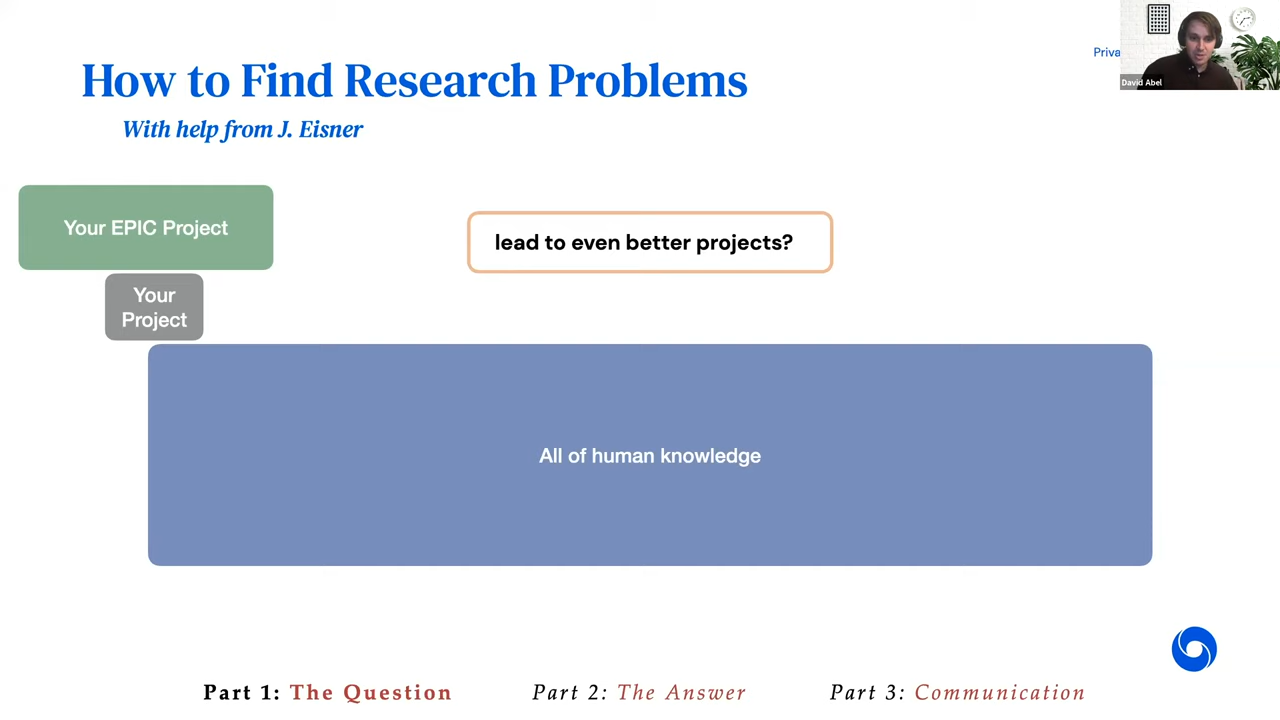 How to Find Research Problems
With help from J. Eisner
Priva
David Abel
Your EPIC Project
lead to even better projects?
Your
Project
All of human knowledge
Part 1: The Question
Part 2: The Answer
Part 3: Communication